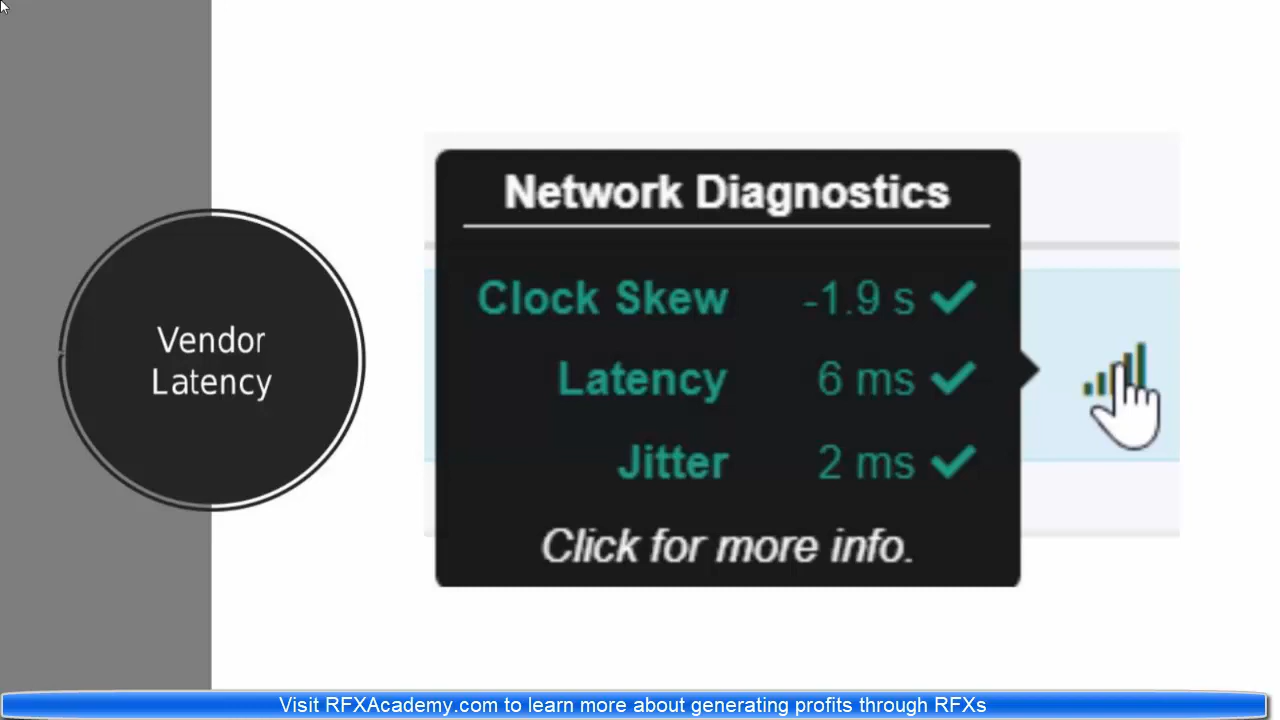 Vendor
Latency
Network Diagnostics
Clock Skew -1.9 s
Latency 6 ms
Jitter 2 ms
Click for more info.
Visit RFXAcademy.com to learn more about generating profits through RFXs